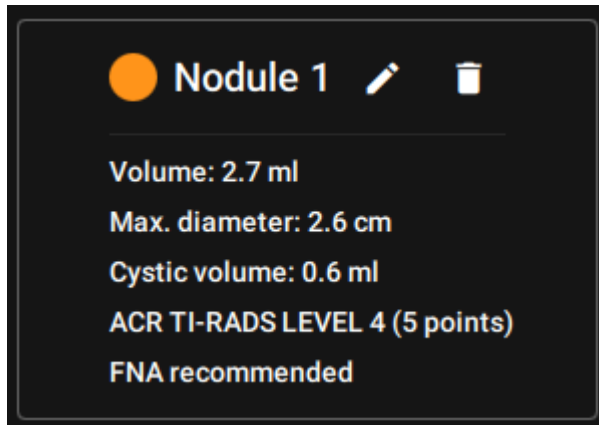 Nodule 1
Volume: 2.7 ml
Max. diameter: 2.6 cm
Cystic volume: 0.6 ml
ACR TI-RADS LEVEL 4 (5 points)
FNA recommended